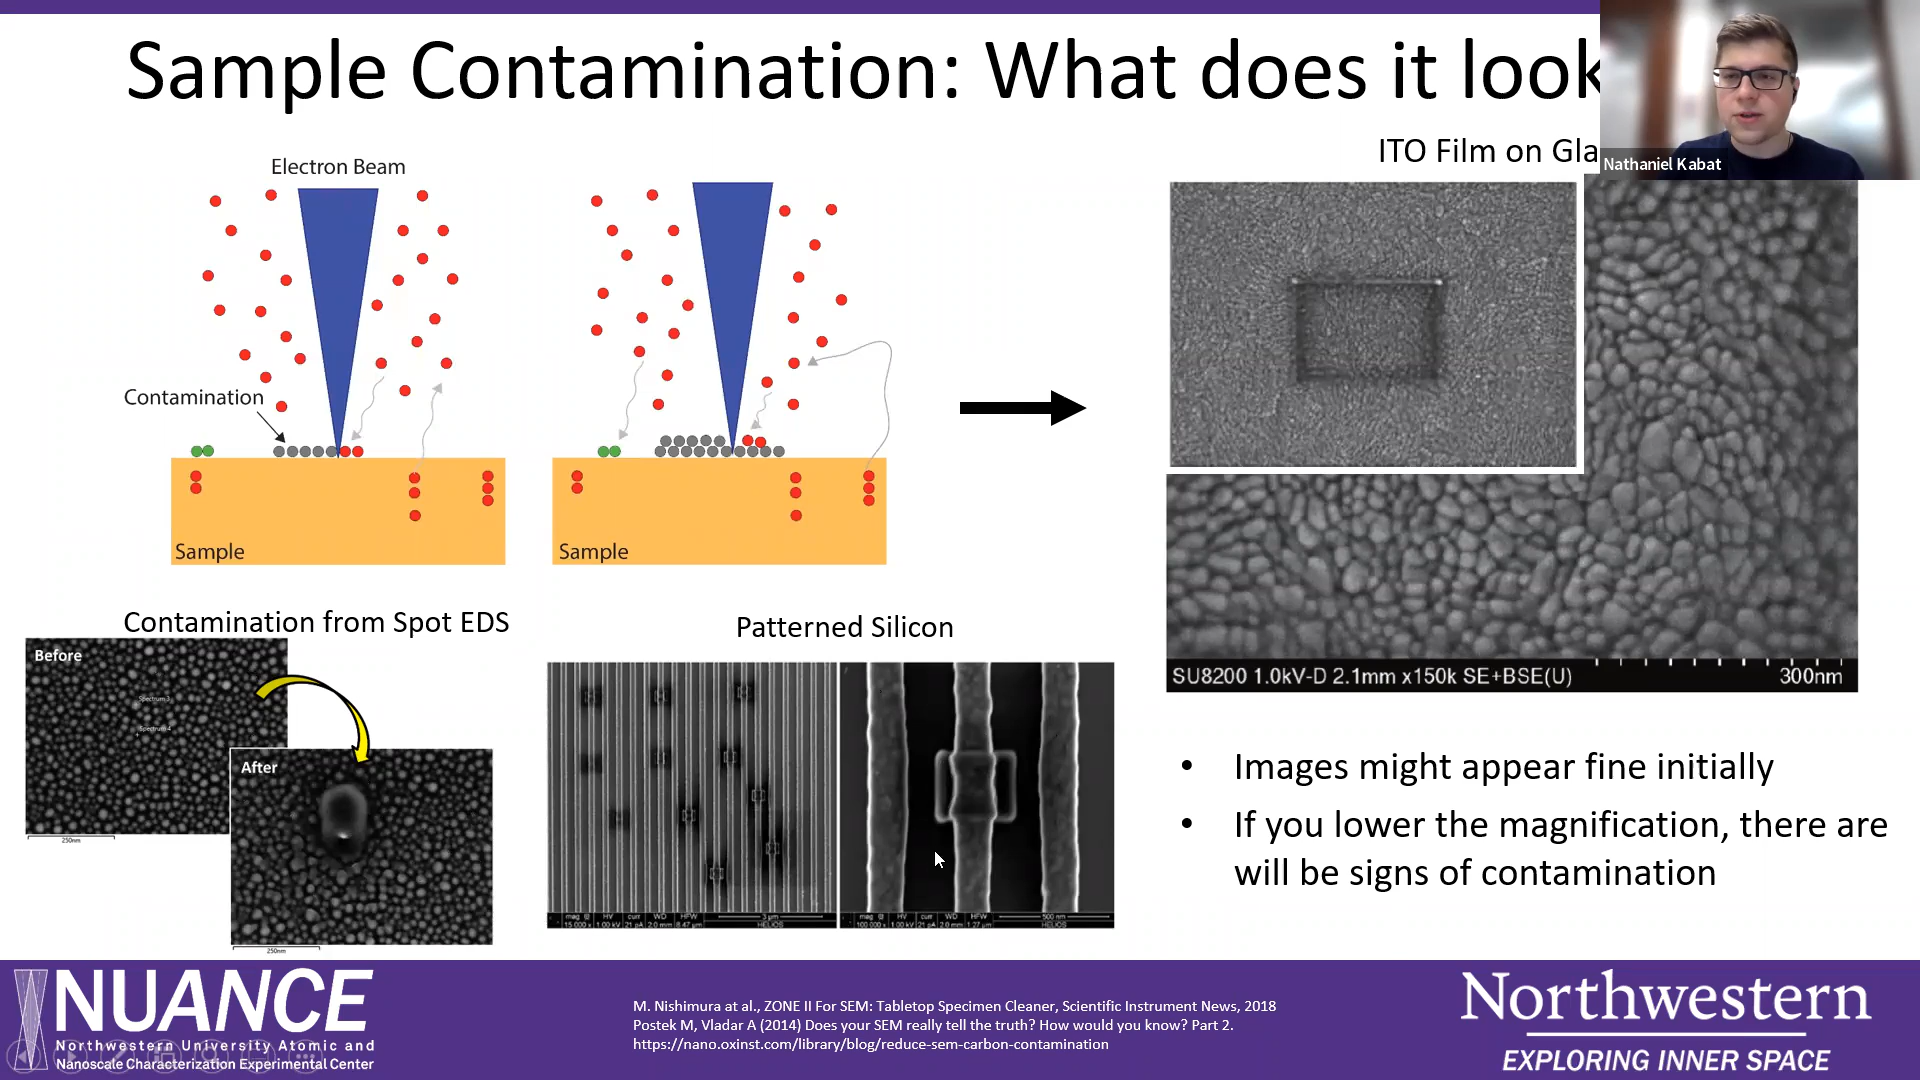 Sample Contamination: What does it look
Nathaniel Kabat
ITO Film on Gla
Electron Beam
Contamination
Sample
Sample
SU8200 1.0kV-D 2.1mm x150k SE+BSE(U)
300nm
Contamination from Spot EDS
Before
Spectrum 3
Spectrum 4
250nm
After
250nm
Patterned Silicon
mag HV curr WD HFW
15 000 x 1.00 kV 21 pA 2.0 mm 8.47 µm
3 µm
HELIOS
mag HV curr WD HFW
100 000 x 1.00 kV 21 pA 2.0 mm 1.27 µm
500 nm
HELIOS
• Images might appear fine initially
• If you lower the magnification, there are
will be signs of contamination
NUANCE
Northwestern University Atomic and
Nanoscale Characterization Experimental Center
M. Nishimura at al., ZONE II For SEM: Tabletop Specimen Cleaner, Scientific Instrument News, 2018
Postek M, Vladar A (2014) Does your SEM really tell the truth? How would you know? Part 2.
https://nano.oxinst.com/library/blog/reduce-sem-carbon-contamination
Northwestern
EXPLORING INNER SPACE